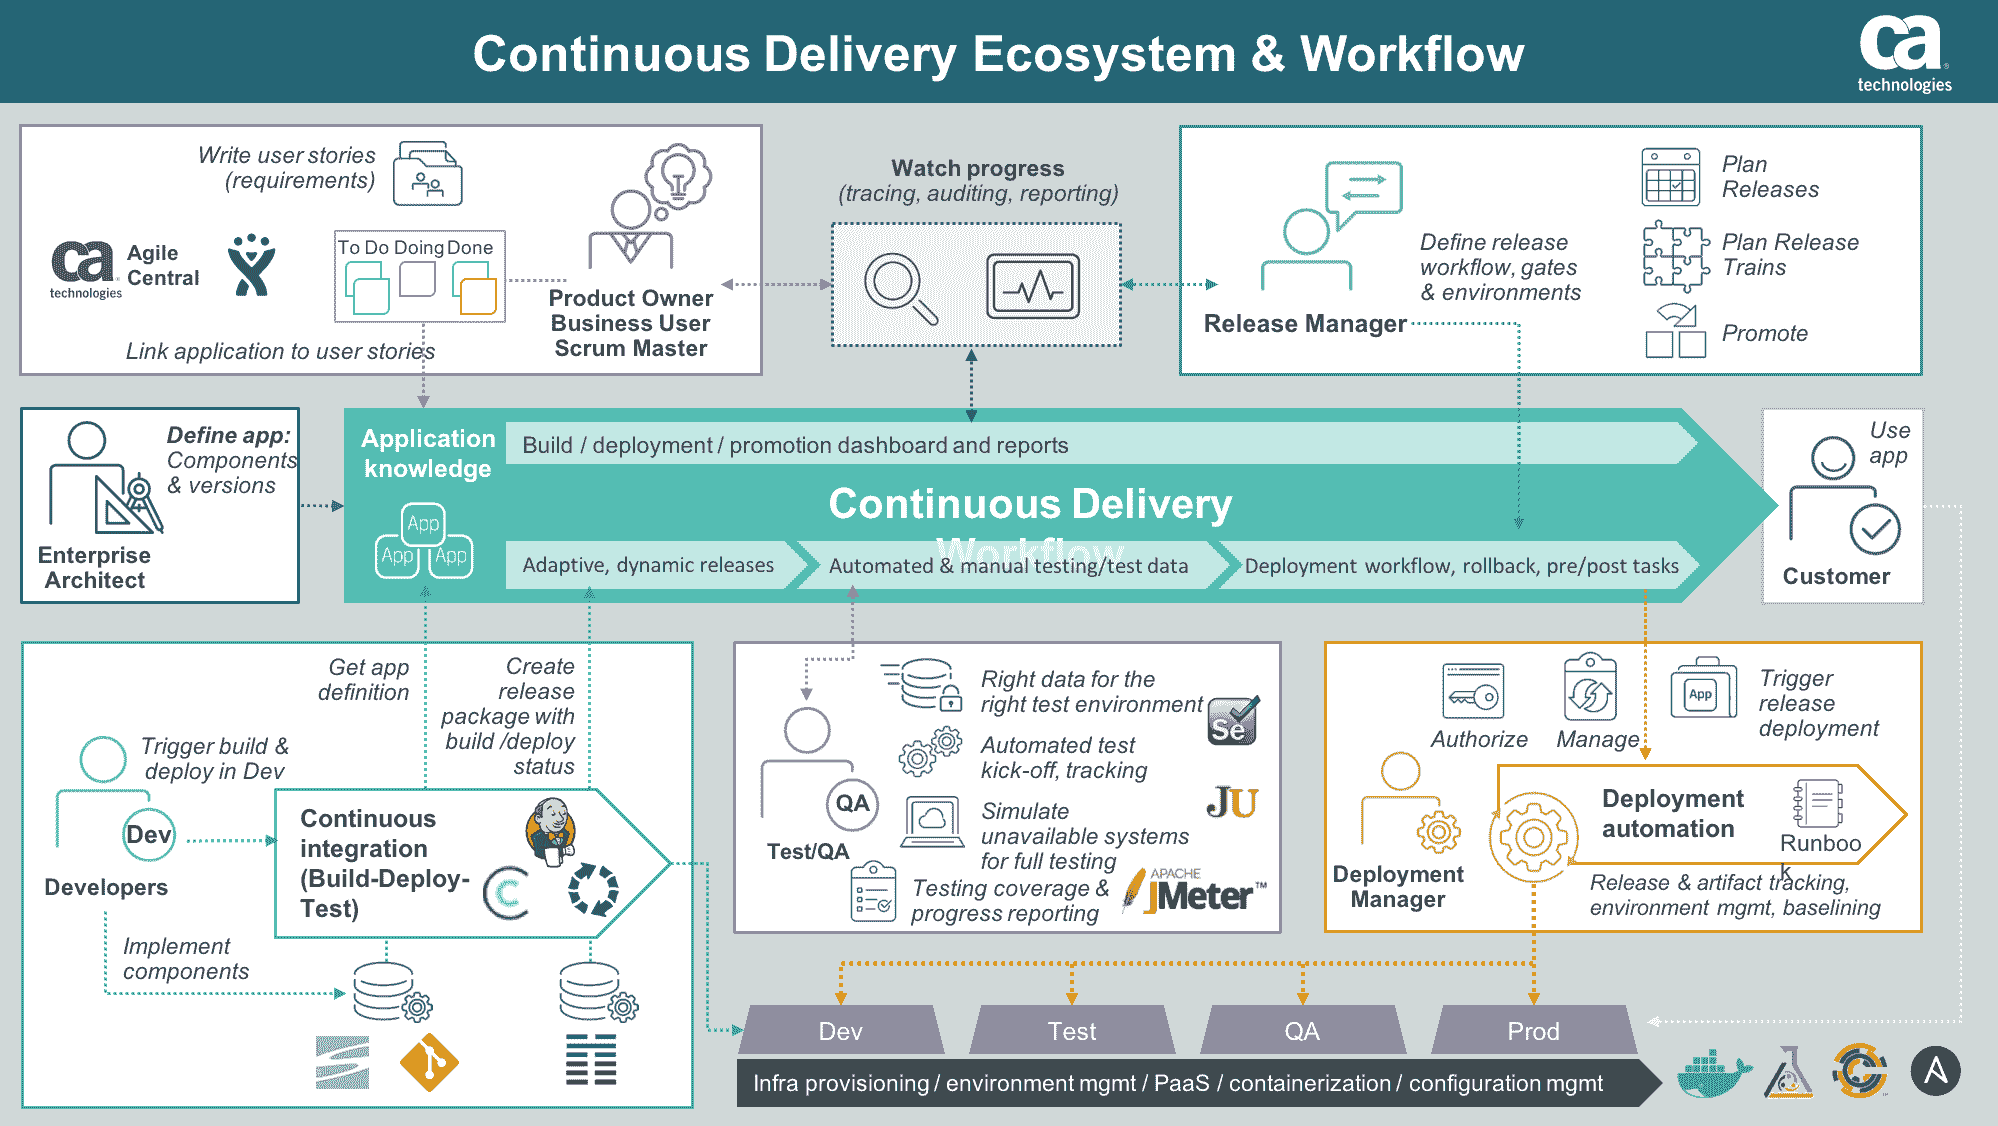 Continuous Delivery Ecosystem & Workflow
ca
technologies
Write user stories
(requirements)
ca
technologies
Agile
Central
To Do Doing Done
Product Owner
Business User
Scrum Master
Link application to user stories
Watch progress
(tracing, auditing, reporting)
Release Manager
Define release
workflow, gates
& environments
Plan
Releases
Plan Release
Trains
Promote
Define app:
Components
& versions
Enterprise
Architect
Application
knowledge
App
App
App
Build / deployment / promotion dashboard and reports
Continuous Delivery
Workflow
Adaptive, dynamic releases
Automated & manual testing/test data
Deployment workflow, rollback, pre/post tasks
Use
app
Customer
Get app
definition
Create
release
package with
build /deploy
status
Trigger build &
deploy in Dev
Dev
Developers
Continuous
integration
(Build-Deploy-
Test)
Implement
components
QA
Test/QA
Right data for the
right test environment
Se
Automated test
kick-off, tracking
JU
Simulate
unavailable systems
for full testing
Testing coverage &
progress reporting
APACHE
JMeter™
Authorize
Manage
App
Trigger
release
deployment
Deployment
Manager
Deployment
automation
Runboo
k
Release & artifact tracking,
environment mgmt, baselining
Dev
Test
QA
Prod
Infra provisioning / environment mgmt / PaaS / containerization / configuration mgmt